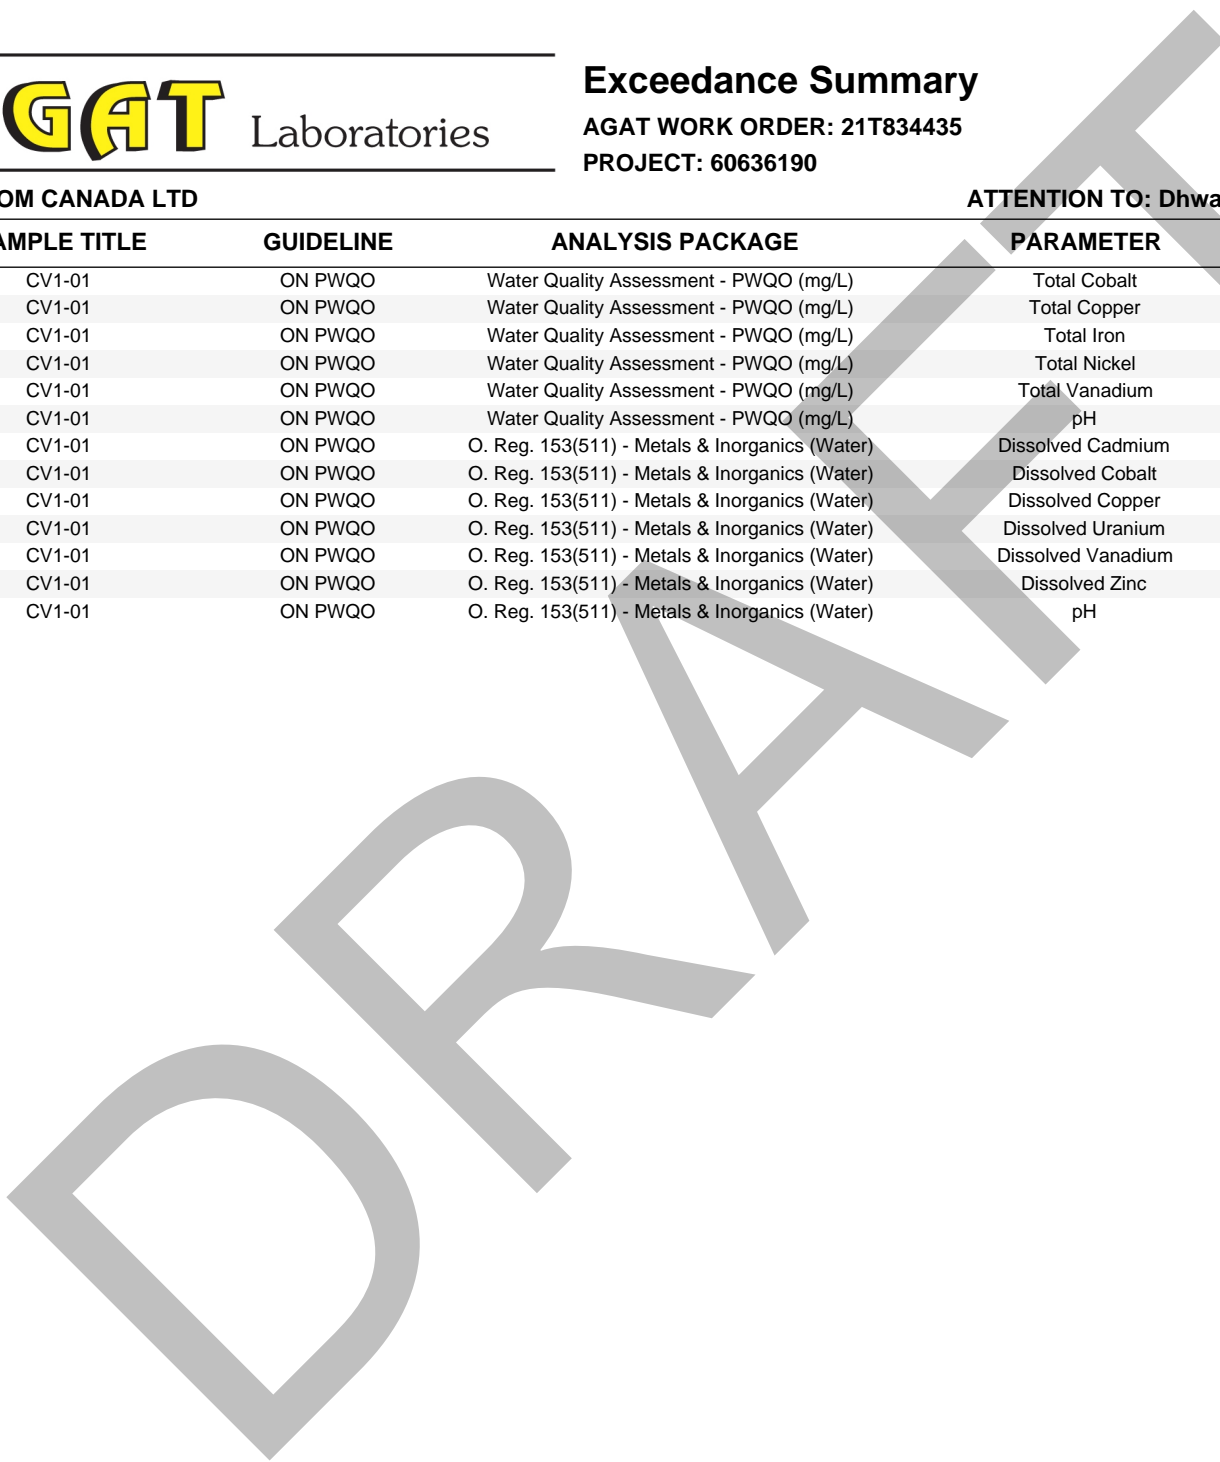 GAT Laboratories
Exceedance Summary
AGAT WORK ORDER: 21T834435
PROJECT: 60636190
OM CANADA LTD ATTENTION TO: Dhwa
AMPLE TITLE GUIDELINE ANALYSIS PACKAGE PARAMETER
CV1-01 ON PWQO Water Quality Assessment - PWQO (mg/L) Total Cobalt
CV1-01 ON PWQO Water Quality Assessment - PWQO (mg/L) Total Copper
CV1-01 ON PWQO Water Quality Assessment - PWQO (mg/L) Total Iron
CV1-01 ON PWQO Water Quality Assessment - PWQO (mg/L) Total Nickel
CV1-01 ON PWQO Water Quality Assessment - PWQO (mg/L) Total Vanadium
CV1-01 ON PWQO Water Quality Assessment - PWQO (mg/L) pH
CV1-01 ON PWQO O. Reg. 153(511) - Metals & Inorganics (Water) Dissolved Cadmium
CV1-01 ON PWQO O. Reg. 153(511) - Metals & Inorganics (Water) Dissolved Cobalt
CV1-01 ON PWQO O. Reg. 153(511) - Metals & Inorganics (Water) Dissolved Copper
CV1-01 ON PWQO O. Reg. 153(511) - Metals & Inorganics (Water) Dissolved Uranium
CV1-01 ON PWQO O. Reg. 153(511) - Metals & Inorganics (Water) Dissolved Vanadium
CV1-01 ON PWQO O. Reg. 153(511) - Metals & Inorganics (Water) Dissolved Zinc
CV1-01 ON PWQO O. Reg. 153(511) - Metals & Inorganics (Water) pH
DRAFT